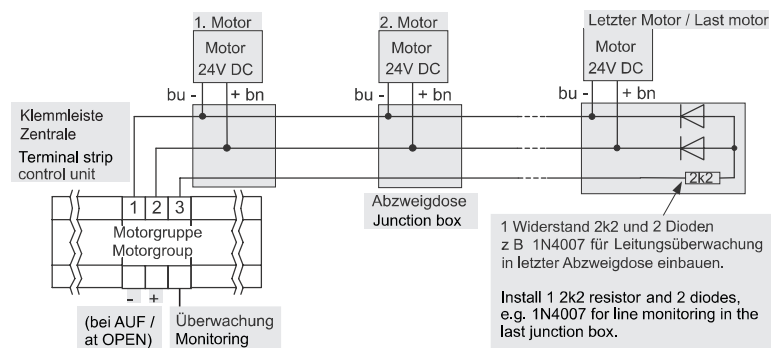 1. Motor
2. Motor
Letzter Motor / Last motor
Motor
24V DC
Motor
24V DC
Motor
24V DC
bu - + bn
bu - + bn
bu - + bn
Klemmleiste
Zentrale
Terminal strip
control unit
2k2
1 2 3
Motorgruppe
Motorgroup
Abzweigdose
Junction box
- +
(bei AUF /
at OPEN)
Überwachung
Monitoring
1 Widerstand 2k2 und 2 Dioden
z B 1N4007 für Leitungsüberwachung
in letzter Abzweigdose einbauen.
Install 1 2k2 resistor and 2 diodes,
e.g. 1N4007 for line monitoring in the
last junction box.